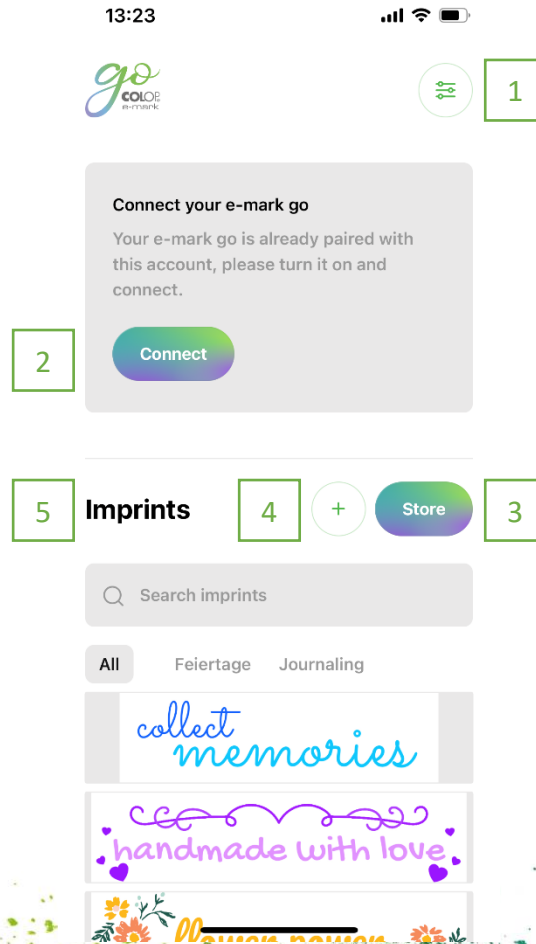 13:23
go
COLOP
e-mark
1
Connect your e-mark go
Your e-mark go is already paired with
this account, please turn it on and
connect.
2
Connect
5
Imprints
4
+
Store
3
Search imprints
All
Feiertage
Journaling
collect
memories
handmade with love
flower power